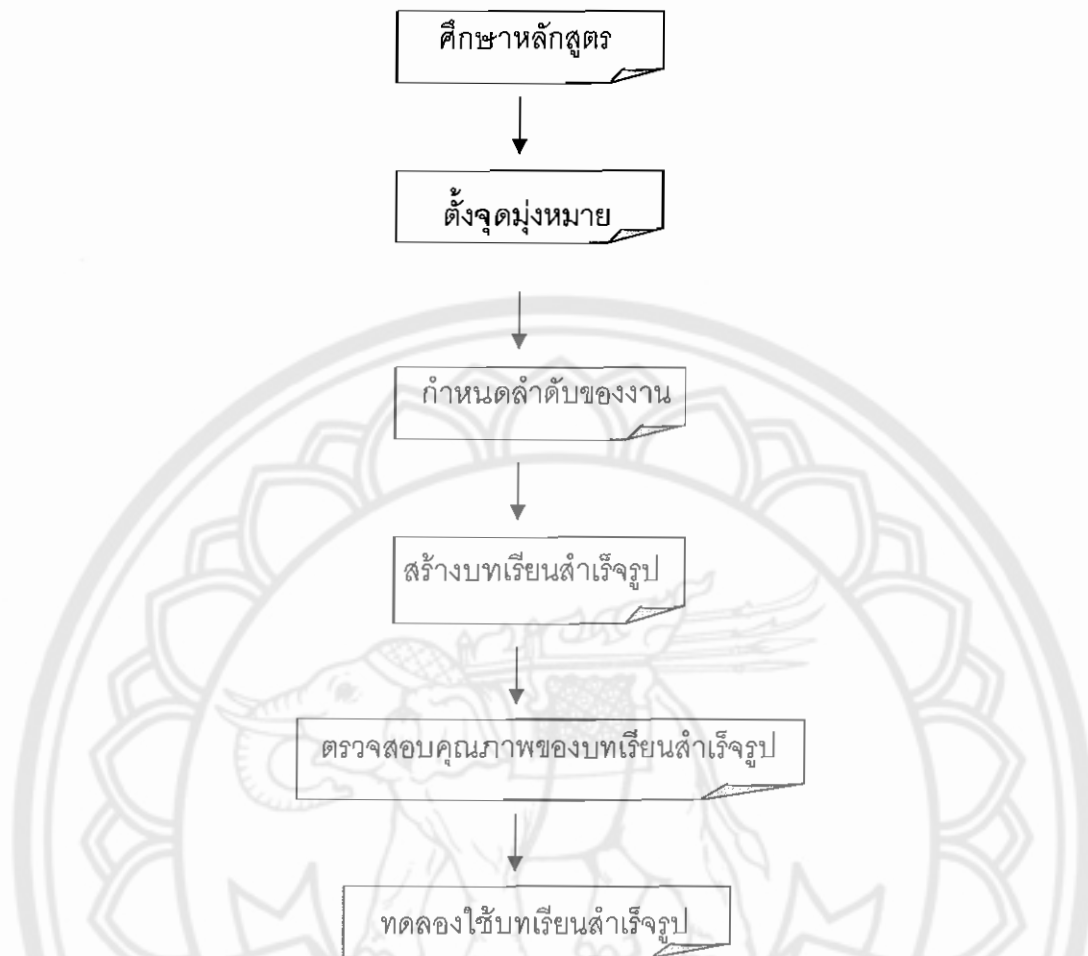 ศึกษาหลักสูตร
ตั้งจุดมุ่งหมาย
กำหนดลำดับของงาน
สร้างบทเรียนสำเร็จรูป
ตรวจสอบคุณภาพของบทเรียนสำเร็จรูป
ทดลองใช้บทเรียนสำเร็จรูป